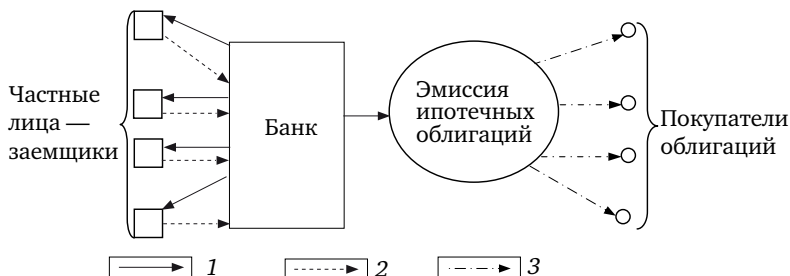 Частные
лица —
заемщики
Банк
Эмиссия
ипотечных
облигаций
Покупатели
облигаций
1
2
3